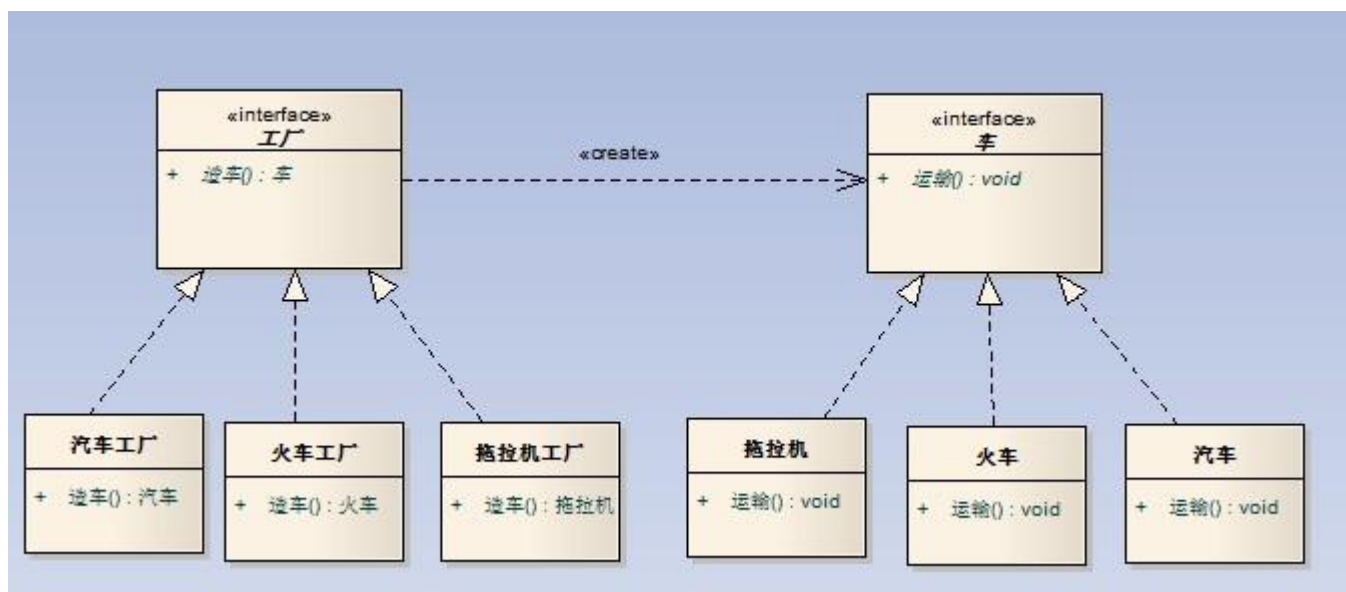 «interface»
工厂
+ 造车() : 车
«create»
«interface»
车
+ 运输() : void
汽车工厂
+ 造车() : 汽车
火车工厂
+ 造车() : 火车
拖拉机工厂
+ 造车() : 拖拉机
拖拉机
+ 运输() : void
火车
+ 运输() : void
汽车
+ 运输() : void